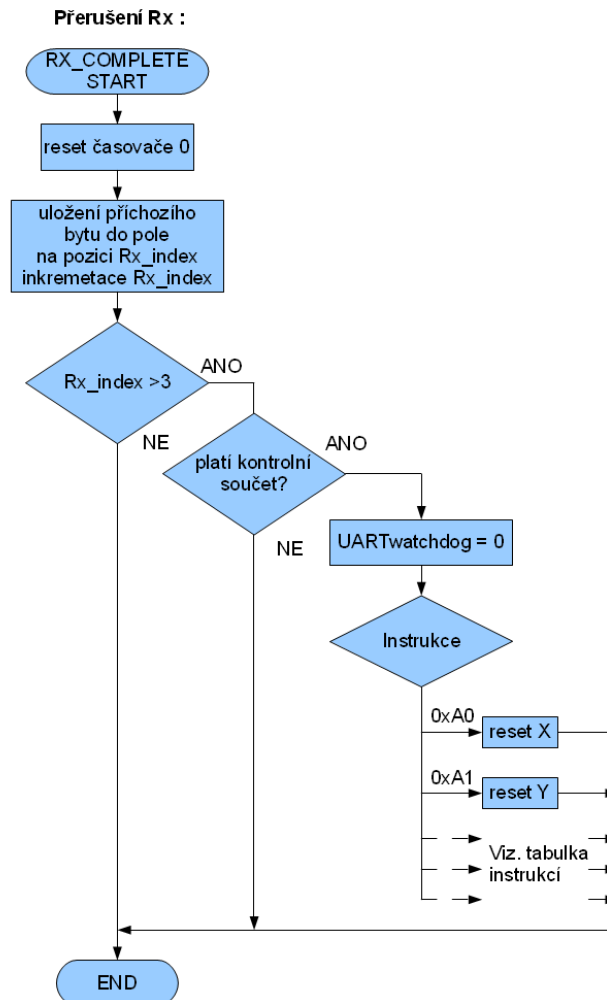 Přerušení Rx :
RX_COMPLETE
START
reset časovače 0
uložení příchozího
bytu do pole
na pozici Rx_index
inkremetace Rx_index
Rx_index >3
ANO
NE
platí kontrolní
součet?
ANO
NE
UARTwatchdog = 0
Instrukce
0xA0
reset X
0xA1
reset Y
Viz. tabulka
instrukcí
END